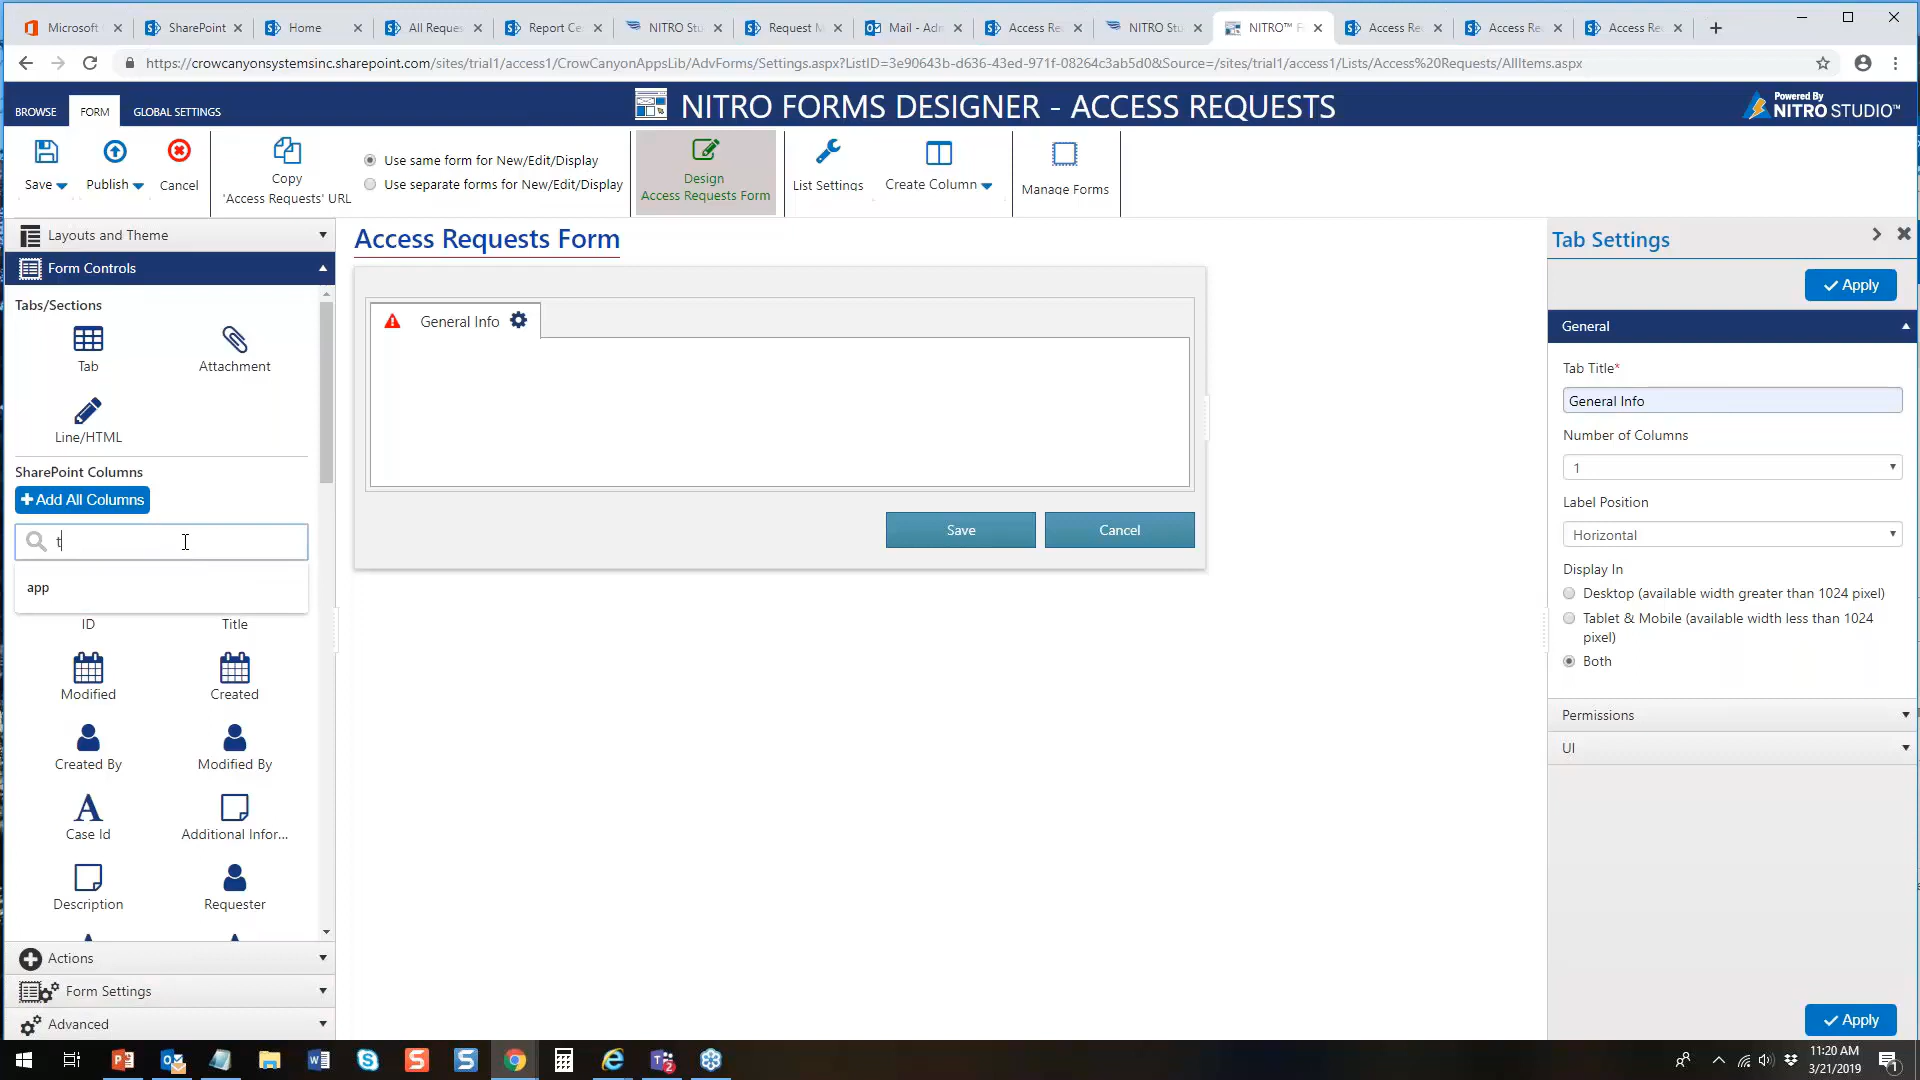 Microsoft
SharePoint
Home
All Reques
Report Ce
NITRO Stu
Request M
Mail - Adm
Access Re
NITRO Stu
NITRO™ F
Access Re
Access Re
Access Re
https://crowcanyonsystemsinc.sharepoint.com/sites/trial1/access1/CrowCanyonAppsLib/AdvForms/Settings.aspx?ListID=3e90643b-d636-43ed-971f-08264c3ab5d0&Source=/sites/trial1/access1/Lists/Access%20Requests/AllItems.aspx
BROWSE
FORM
GLOBAL SETTINGS
NITRO FORMS DESIGNER - ACCESS REQUESTS
Powered By
NITRO STUDIO™
Save
Publish
Cancel
Copy
'Access Requests' URL
Use same form for New/Edit/Display
Use separate forms for New/Edit/Display
Design
Access Requests Form
List Settings
Create Column
Manage Forms
Layouts and Theme
Form Controls
Tabs/Sections
Tab
Attachment
Line/HTML
SharePoint Columns
Add All Columns
t
app
ID
Title
Modified
Created
Created By
Modified By
Case Id
Additional Infor...
Description
Requester
Actions
Form Settings
Advanced
Access Requests Form
General Info
Save
Cancel
Tab Settings
Apply
General
Tab Title*
General Info
Number of Columns
1
Label Position
Horizontal
Display In
Desktop (available width greater than 1024 pixel)
Tablet & Mobile (available width less than 1024
pixel)
Both
Permissions
UI
Apply
11:20 AM
3/21/2019